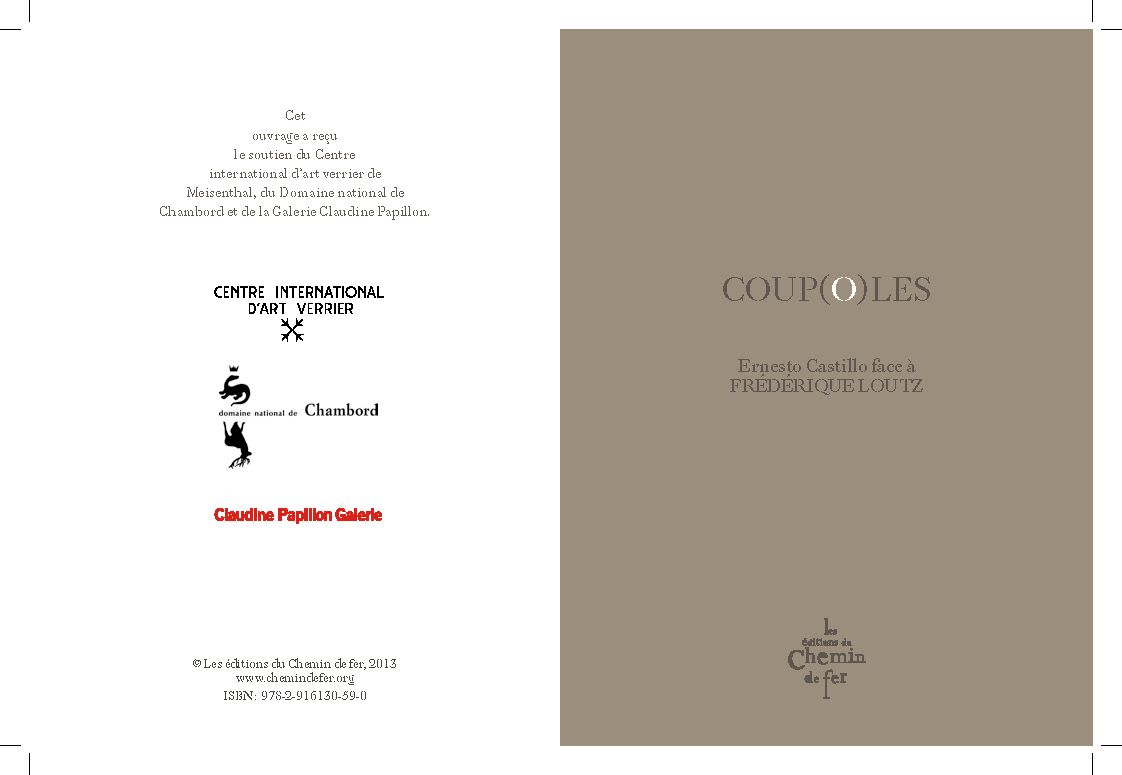 Cet
ouvrage a reçu
le soutien du Centre
international d’art verrier de
Meisenthal, du Domaine national de
Chambord et de la Galerie Claudine Papillon.
CENTRE INTERNATIONAL
D'ART VERRIER
domaine national de Chambord
Claudine Papillon Galerie
© Les éditions du Chemin de fer, 2013
www.chemindefer.org
ISBN : 978-2-916130-59-0
COUP(O)LES
Ernesto Castillo face à
FRÉDÉRIQUE LOUTZ
les
éditions du
Chemin
de fer